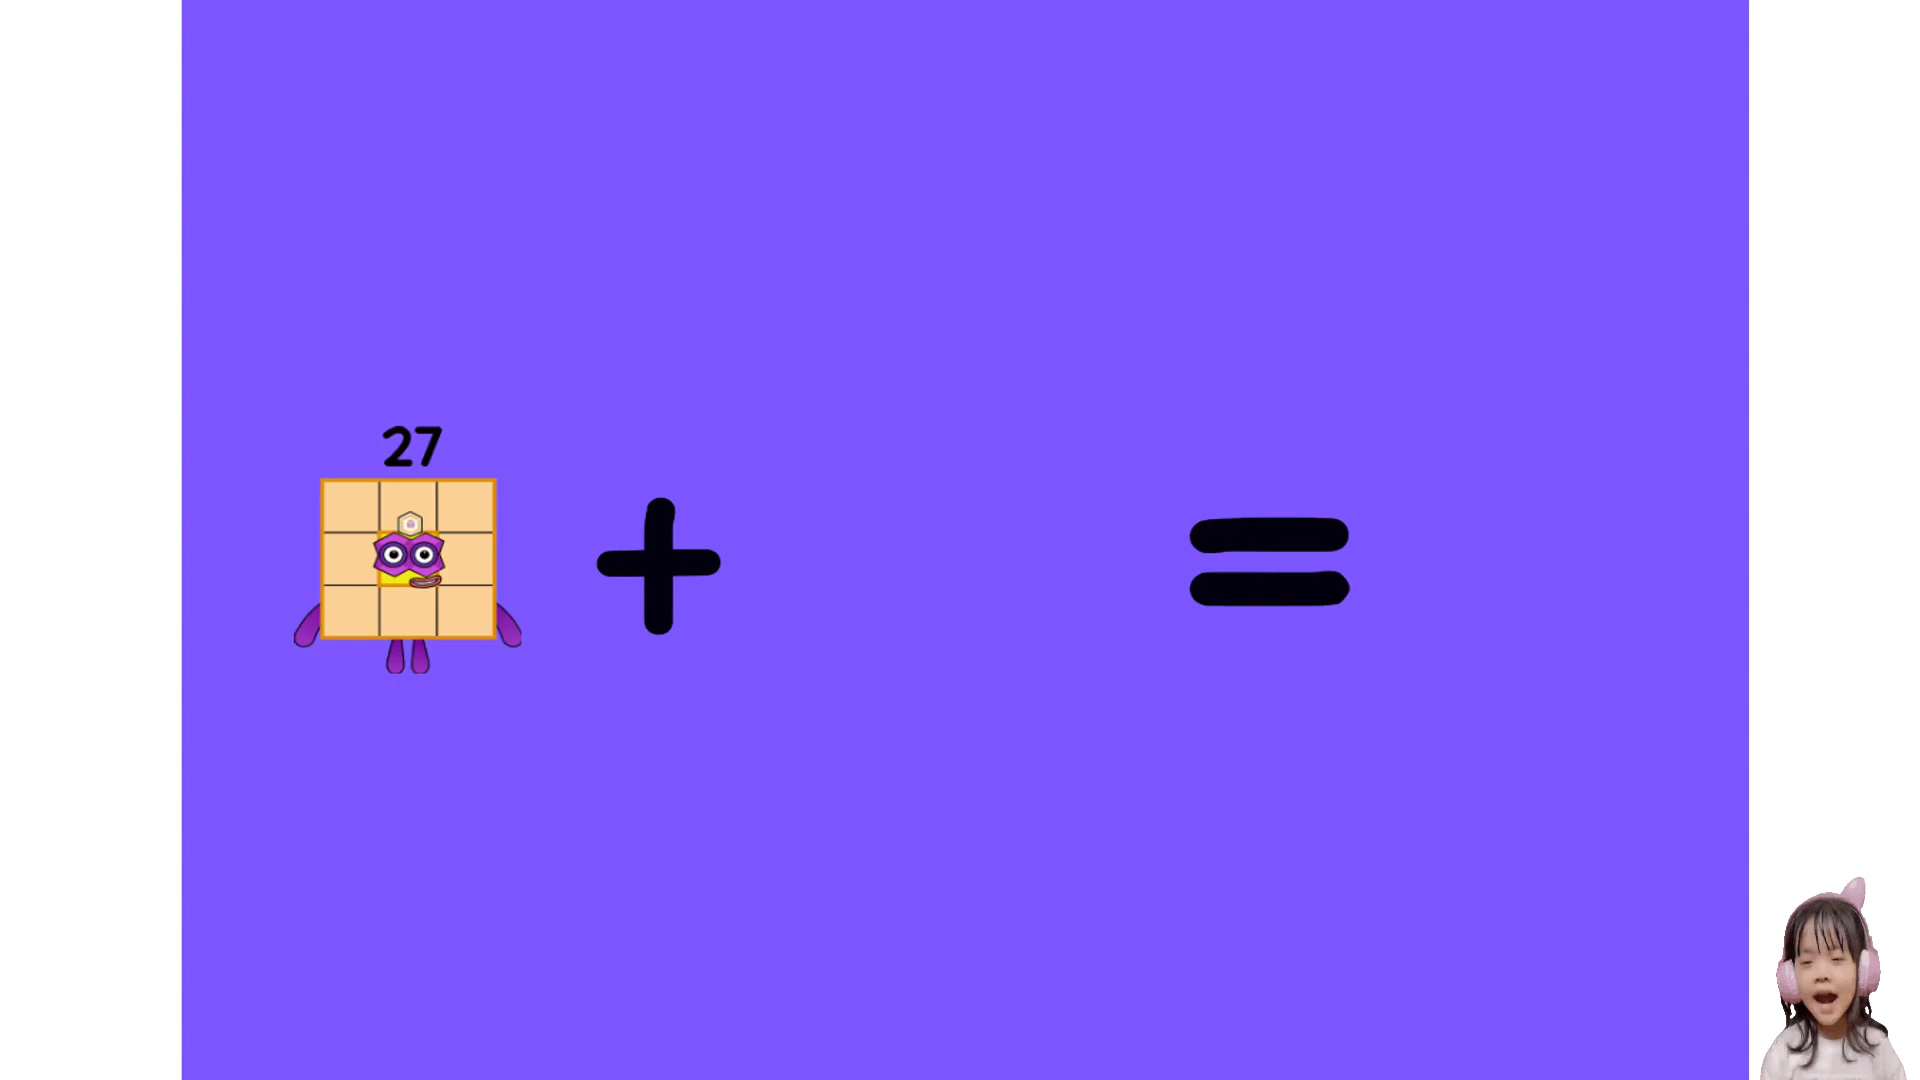 27
+ =